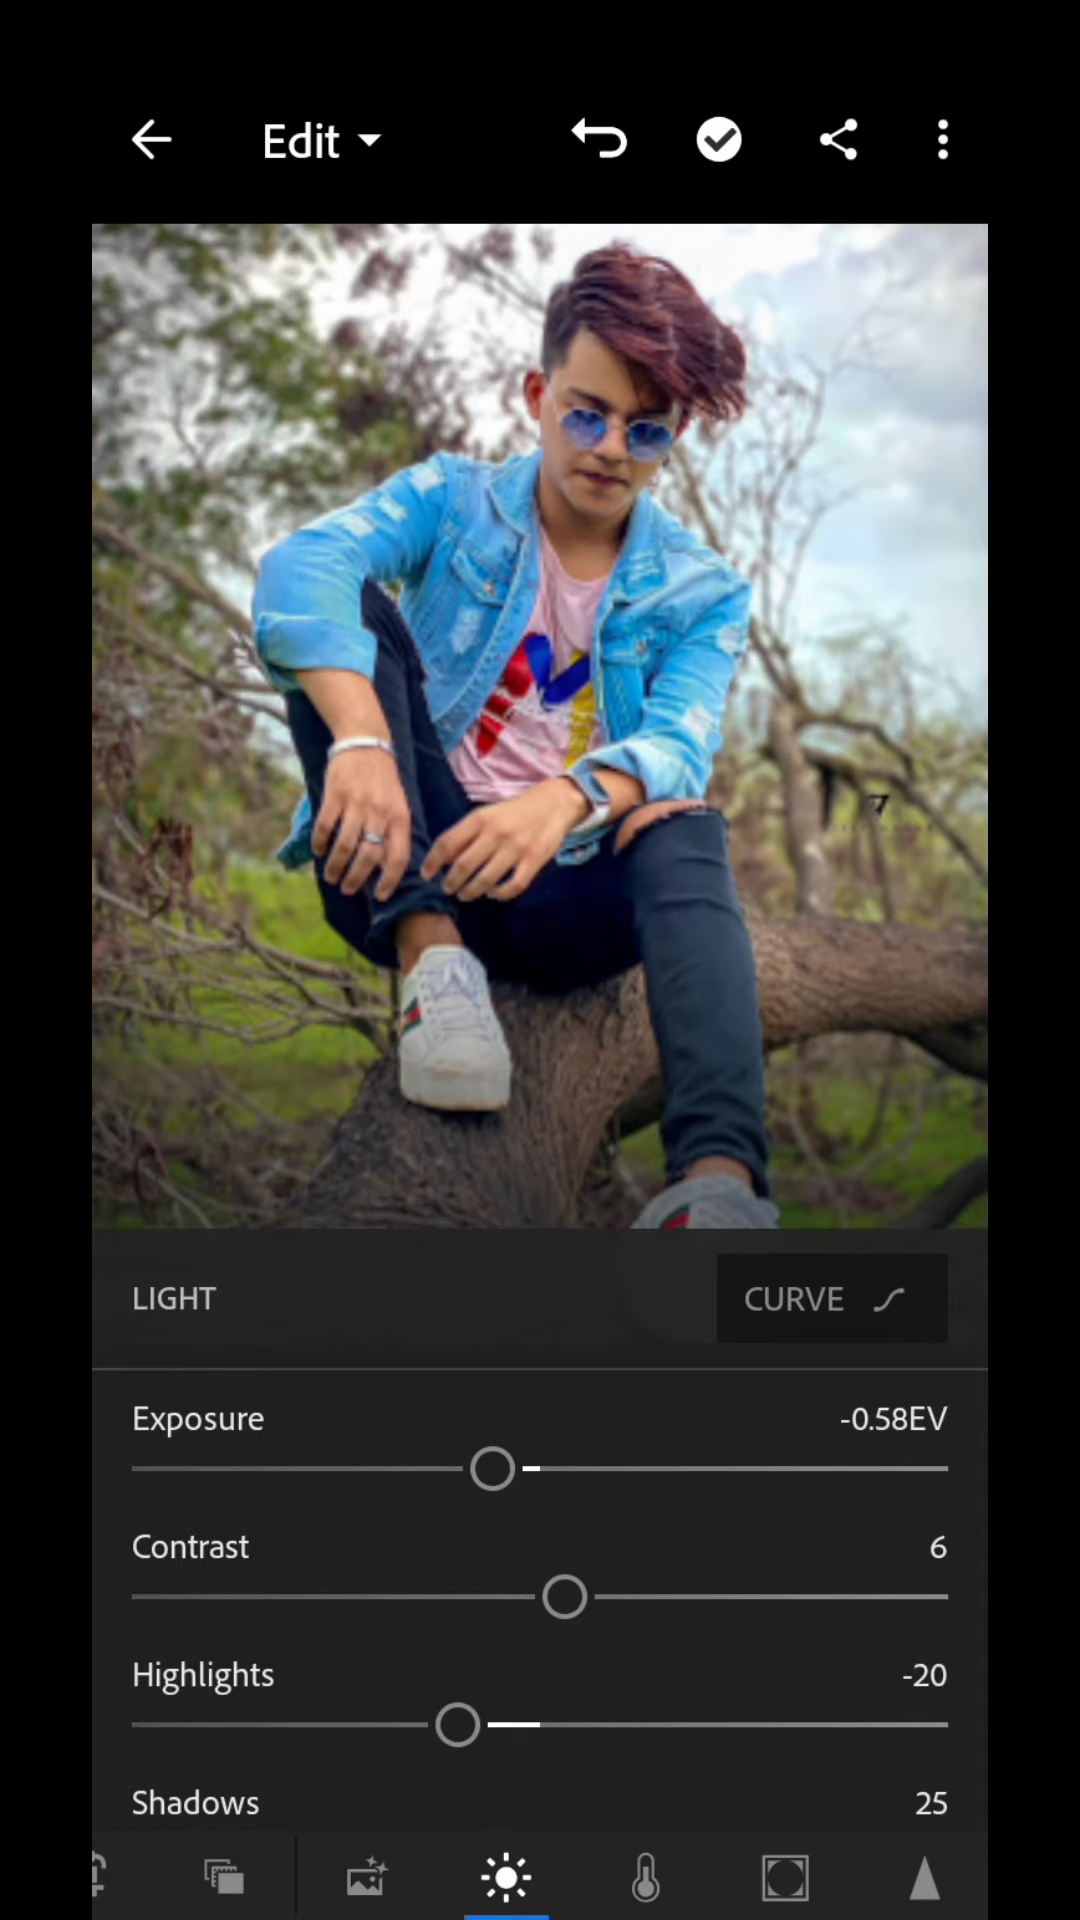 Edit
LIGHT
CURVE
Exposure -0.58EV
Contrast 6
Highlights -20
Shadows 25